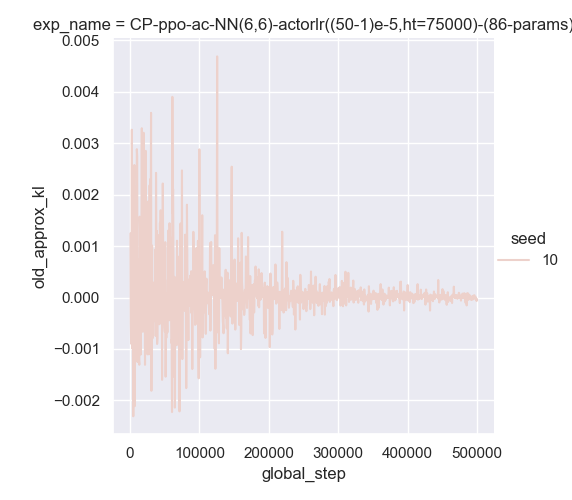 exp_name = CP-ppo-ac-NN(6,6)-actorlr((50-1)e-5,ht=75000)-(86-params)
0.005
0.004
0.003
0.002
0.001
0.000
−0.001
−0.002
old_approx_kl
0 100000 200000 300000 400000 500000
global_step
seed
10